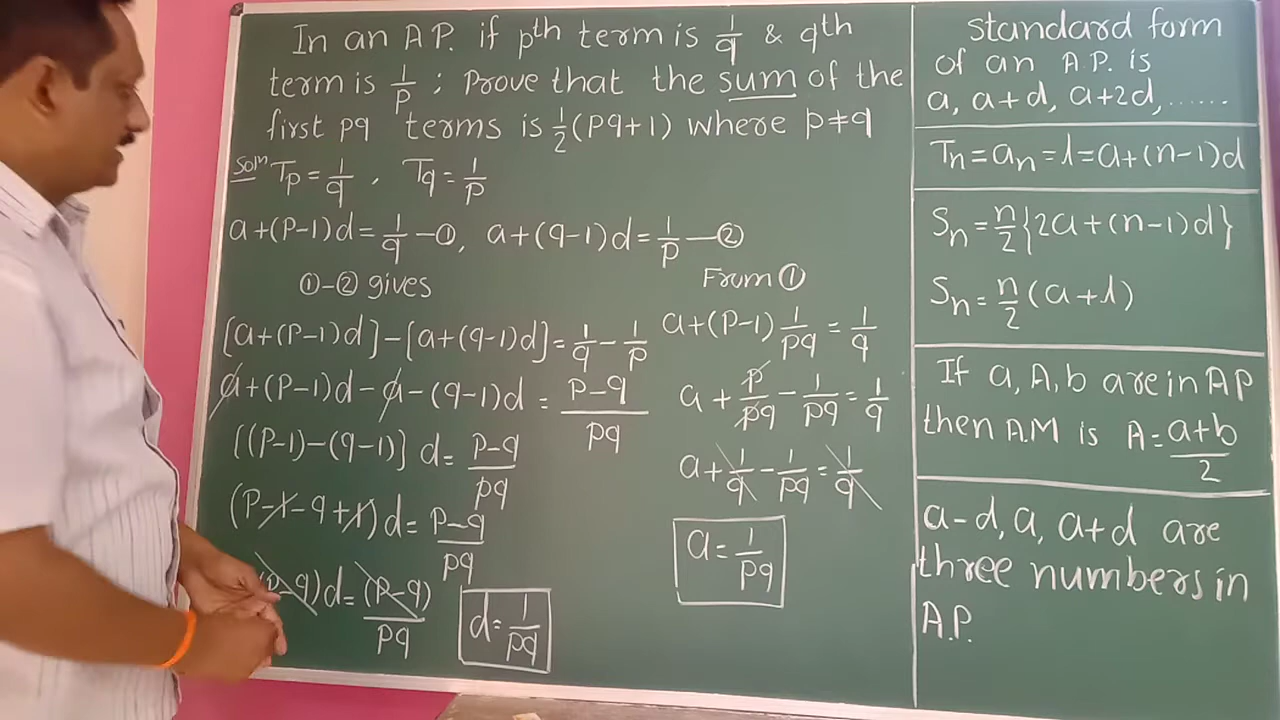 In an A.P. if pth term is 1/q & qth
term is 1/p ; Prove that the sum of the
first pq terms is 1/2 (pq+1) where p≠q
Soln Tp = 1/q , Tq = 1/p
a+(p-1)d = 1/q —①, a+(q-1)d = 1/p —②
①-② gives
[a+(p-1)d]-[a+(q-1)d] = 1/q - 1/p
a+(p-1)d - a - (q-1)d = p-q/pq
[(p-1)-(q-1)] d = p-q/pq
(p-1-q+1)d = p-q/pq
(p-q)d = (p-q)/pq
d = 1/pq
From ①
a+(p-1) 1/pq = 1/q
a + p/pq - 1/pq = 1/q
a + 1/q - 1/pq = 1/q
a = 1/pq
standard form
of an A.P. is
a, a+d, a+2d, ......
Tn = an = l = a+(n-1)d
Sn = n/2 {2a+(n-1)d}
Sn = n/2 (a+l)
If a, A, b are in AP
then A.M is A = a+b/2
a-d, a, a+d are
three numbers in
A.P.